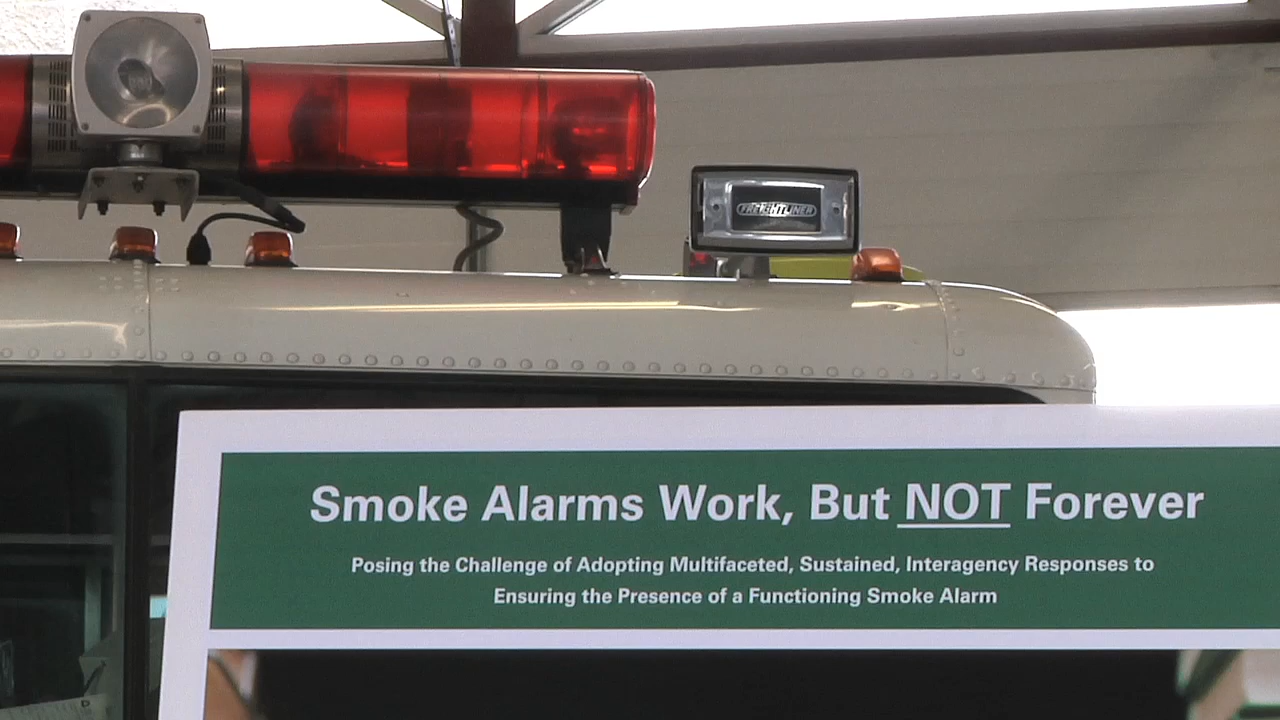 FREIGHTLINER
Smoke Alarms Work, But NOT Forever
Posing the Challenge of Adopting Multifaceted, Sustained, Interagency Responses to
Ensuring the Presence of a Functioning Smoke Alarm